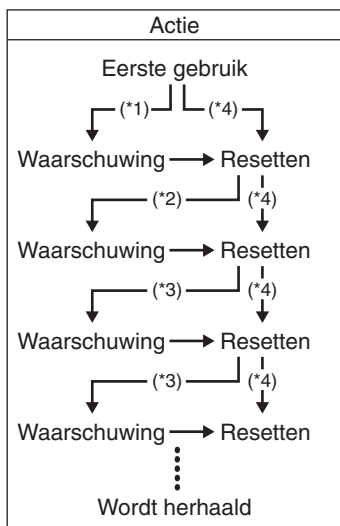 Actie
Eerste gebruik
(*1) (*4)
Waarschuwing Resetten
(*2) (*4)
Waarschuwing Resetten
(*3) (*4)
Waarschuwing Resetten
(*3) (*4)
Waarschuwing Resetten
Wordt herhaald